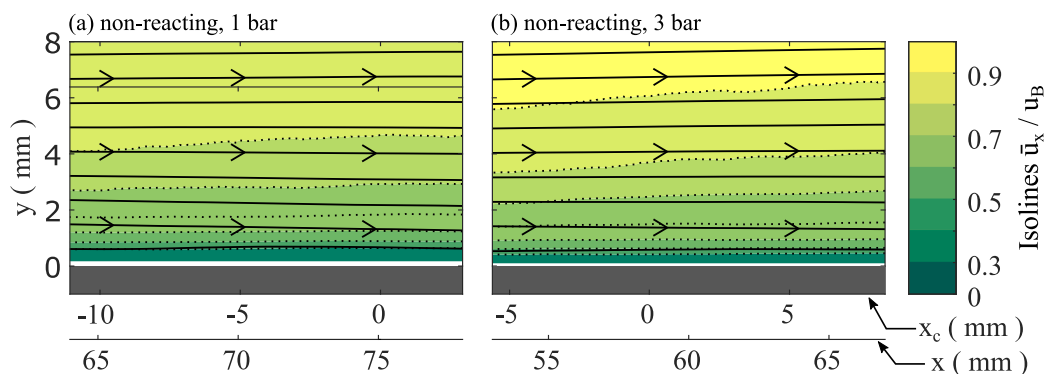 (a) non-reacting, 1 bar
(b) non-reacting, 3 bar
8
6
4
2
0
y ( mm )
-10 -5 0
-5 0 5
x_c ( mm )
65 70 75
55 60 65
x ( mm )
0.9
0.7
0.5
0.3
0
Isolines ū_x / u_B